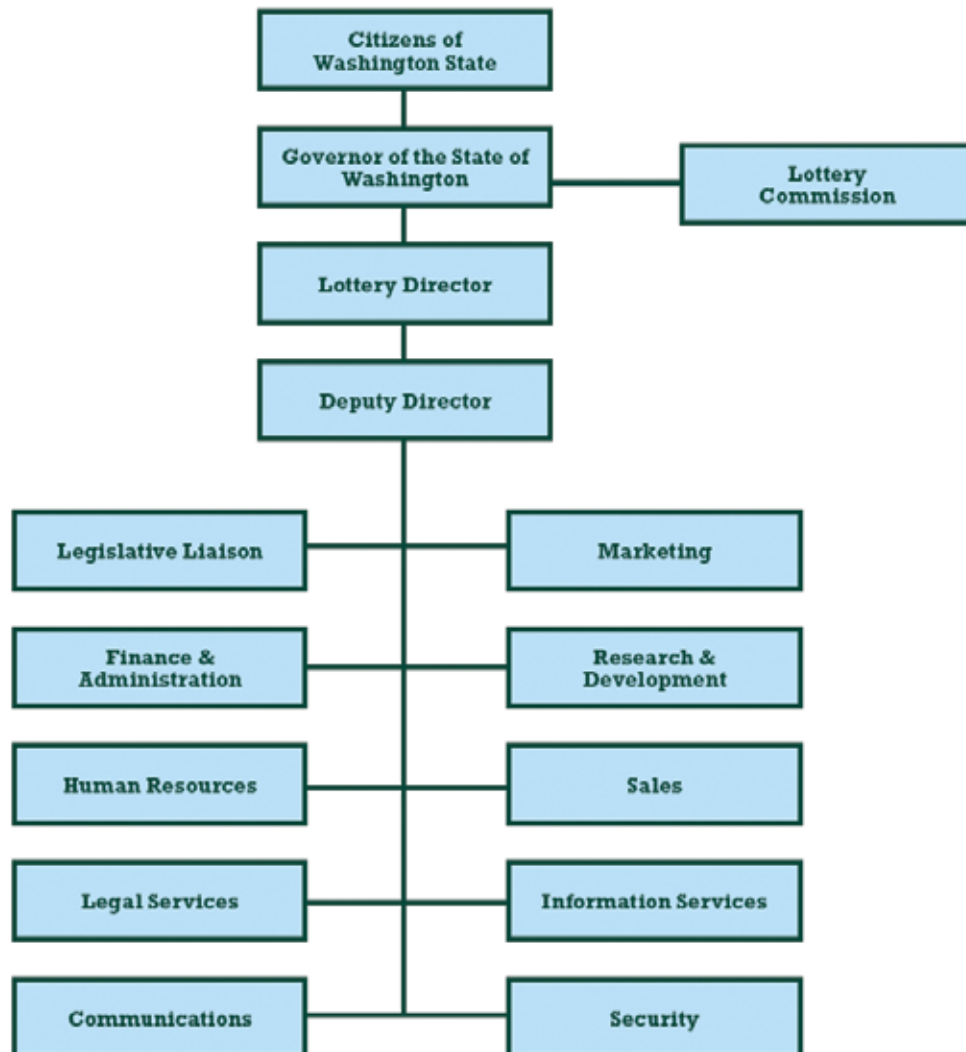 Citizens of
Washington State
Governor of the State of
Washington
Lottery
Commission
Lottery Director
Deputy Director
Legislative Liaison
Marketing
Finance &
Administration
Research &
Development
Human Resources
Sales
Legal Services
Information Services
Communications
Security